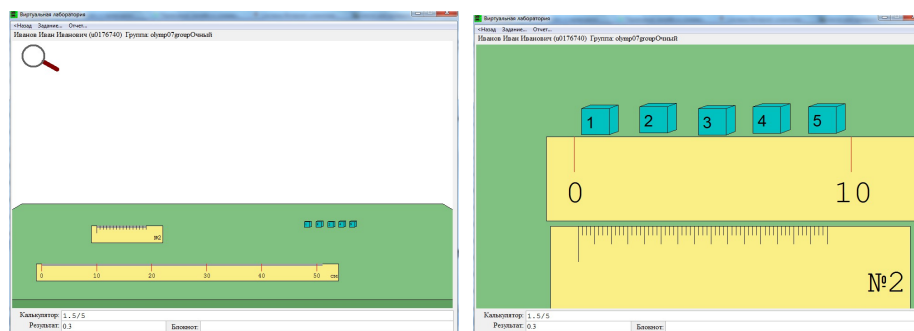 Виртуальная лаборатория
<Назад Задание... Отчет...
Иванов Иван Иванович (u0176740) Группа: olymp07groupОчный
№2
0 10 20 30 40 50 см
Калькулятор: 1.5/5
Результат: 0.3 Блокнот:
Виртуальная лаборатория
<Назад Задание... Отчет...
Иванов Иван Иванович (u0176740) Группа: olymp07groupОчный
1 2 3 4 5
0 10
№2
Калькулятор: 1.5/5
Результат: 0.3 Блокнот: